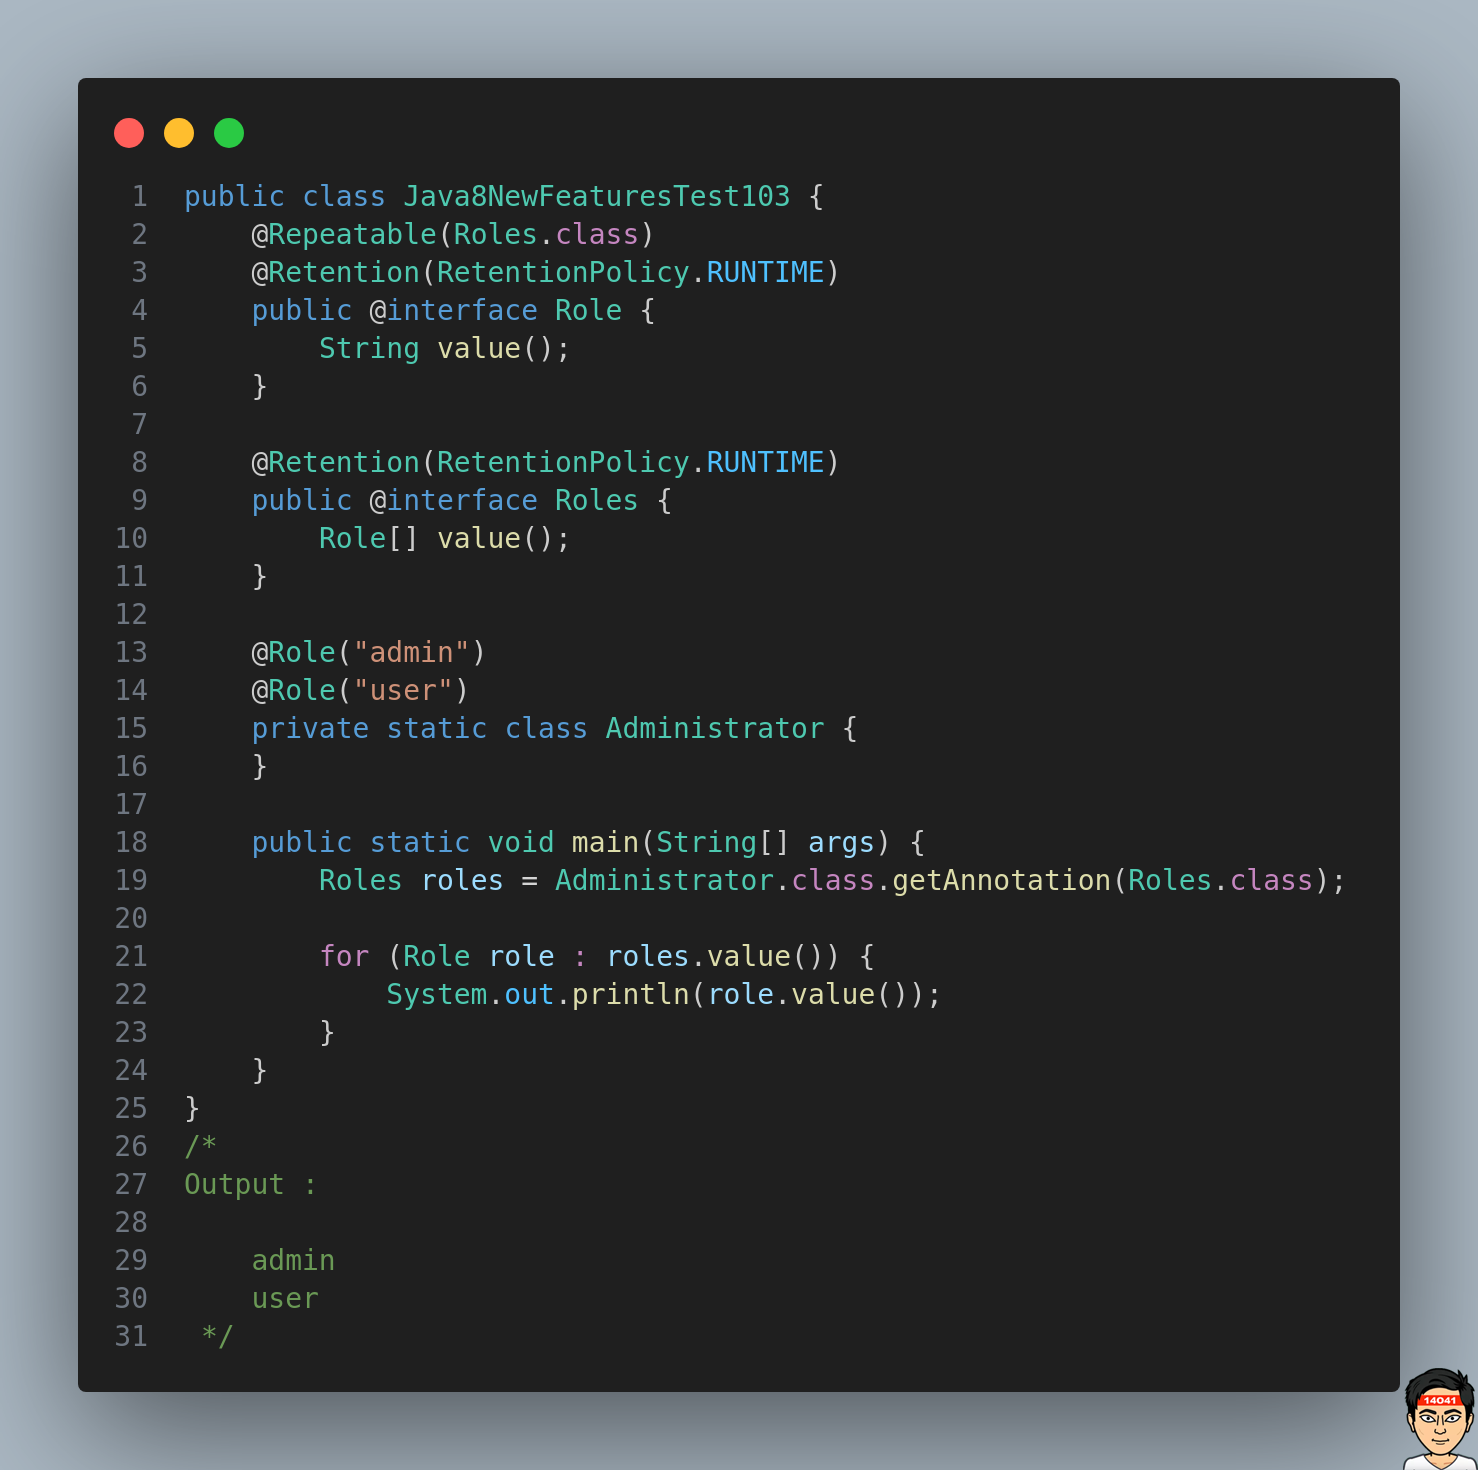 1 public class Java8NewFeaturesTest103 {
2     @Repeatable(Roles.class)
3     @Retention(RetentionPolicy.RUNTIME)
4     public @interface Role {
5         String value();
6     }
7
8     @Retention(RetentionPolicy.RUNTIME)
9     public @interface Roles {
10         Role[] value();
11     }
12
13     @Role("admin")
14     @Role("user")
15     private static class Administrator {
16     }
17
18     public static void main(String[] args) {
19         Roles roles = Administrator.class.getAnnotation(Roles.class);
20
21         for (Role role : roles.value()) {
22             System.out.println(role.value());
23         }
24     }
25 }
26 /*
27 Output :
28
29     admin
30     user
31  */
14041